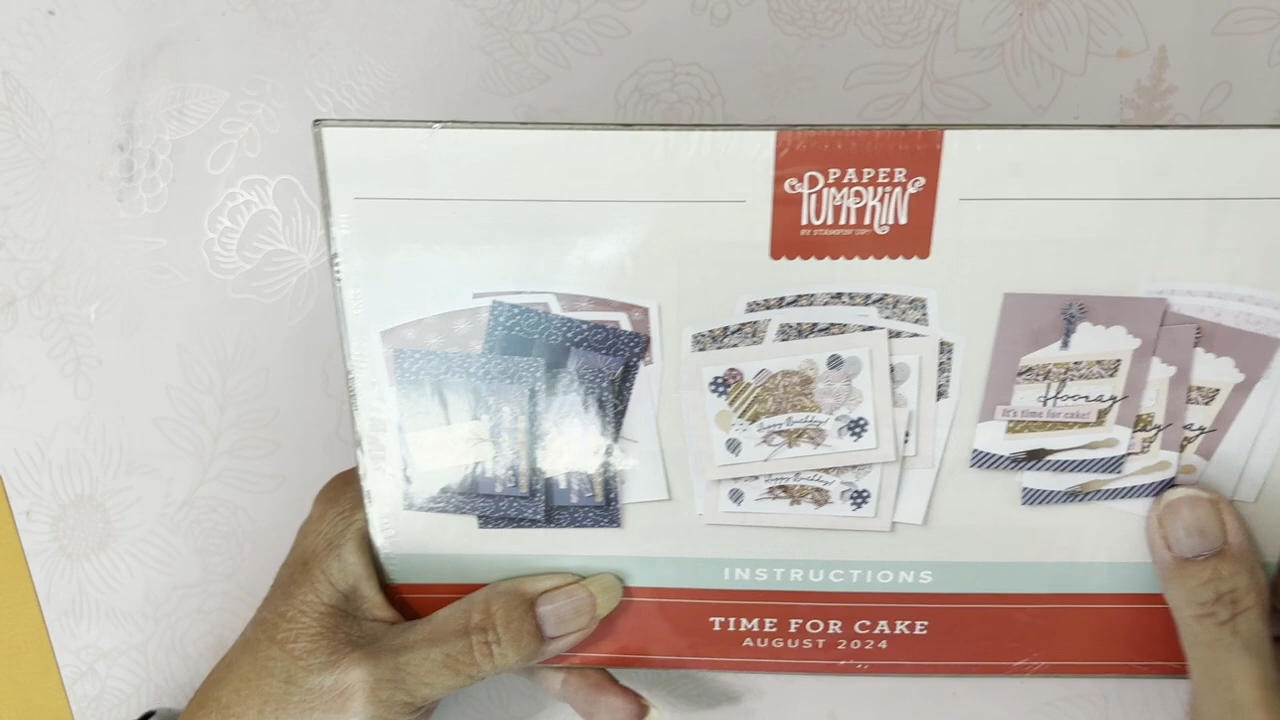 PAPER
PUMPKIN
BY STAMPIN' UP!
Happy Birthday!
Happy Birthday!
Hooray
It's time for cake!
INSTRUCTIONS
TIME FOR CAKE
AUGUST 2024